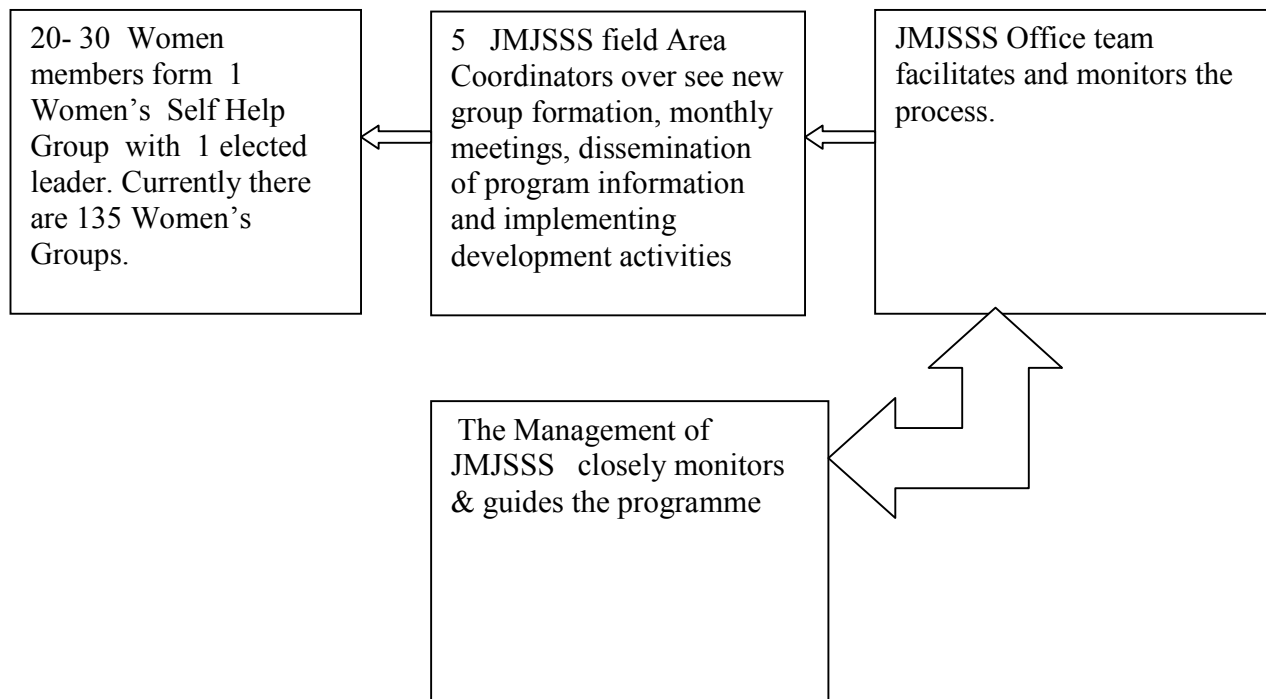 20- 30 Women
members form 1
Women’s Self Help
Group with 1 elected
leader. Currently there
are 135 Women’s
Groups.
5 JMJSSS field Area
Coordinators over see new
group formation, monthly
meetings, dissemination
of program information
and implementing
development activities
JMJSSS Office team
facilitates and monitors the
process.
The Management of
JMJSSS closely monitors
& guides the programme